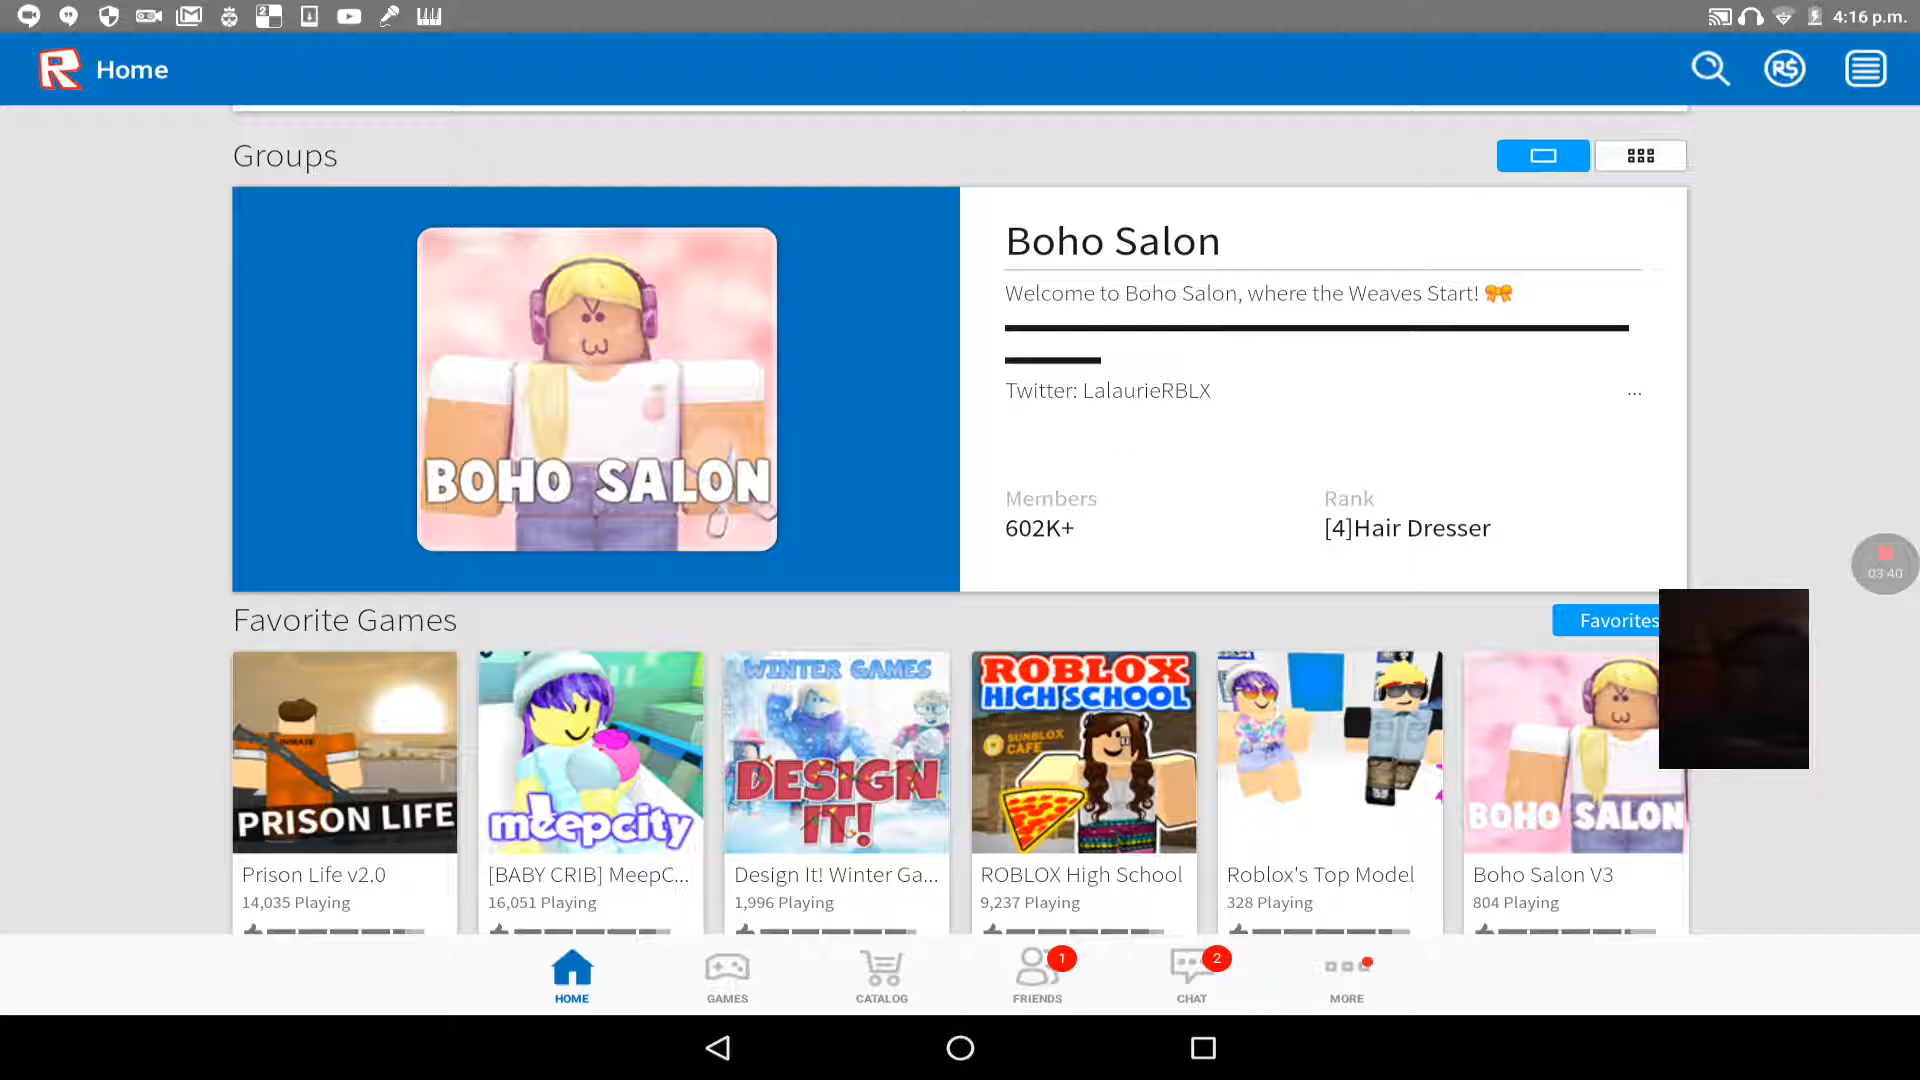 4:16 p.m.
Home
Groups
BOHO SALON
Boho Salon
Welcome to Boho Salon, where the Weaves Start! 🎀
Twitter: LalaurieRBLX
...
Members
Rank
602K+
[4]Hair Dresser
03:40
Favorite Games
Favorites
INMATE
PRISON LIFE
meepcity
WINTER GAMES
DESIGN IT!
ROBLOX
HIGH SCHOOL
SUNBLOX CAFE
BOHO SALON
Prison Life v2.0
[BABY CRIB] MeepC...
Design It! Winter Ga...
ROBLOX High School
Roblox's Top Model
Boho Salon V3
14,035 Playing
16,051 Playing
1,996 Playing
9,237 Playing
328 Playing
804 Playing
1
2
HOME
GAMES
CATALOG
FRIENDS
CHAT
MORE